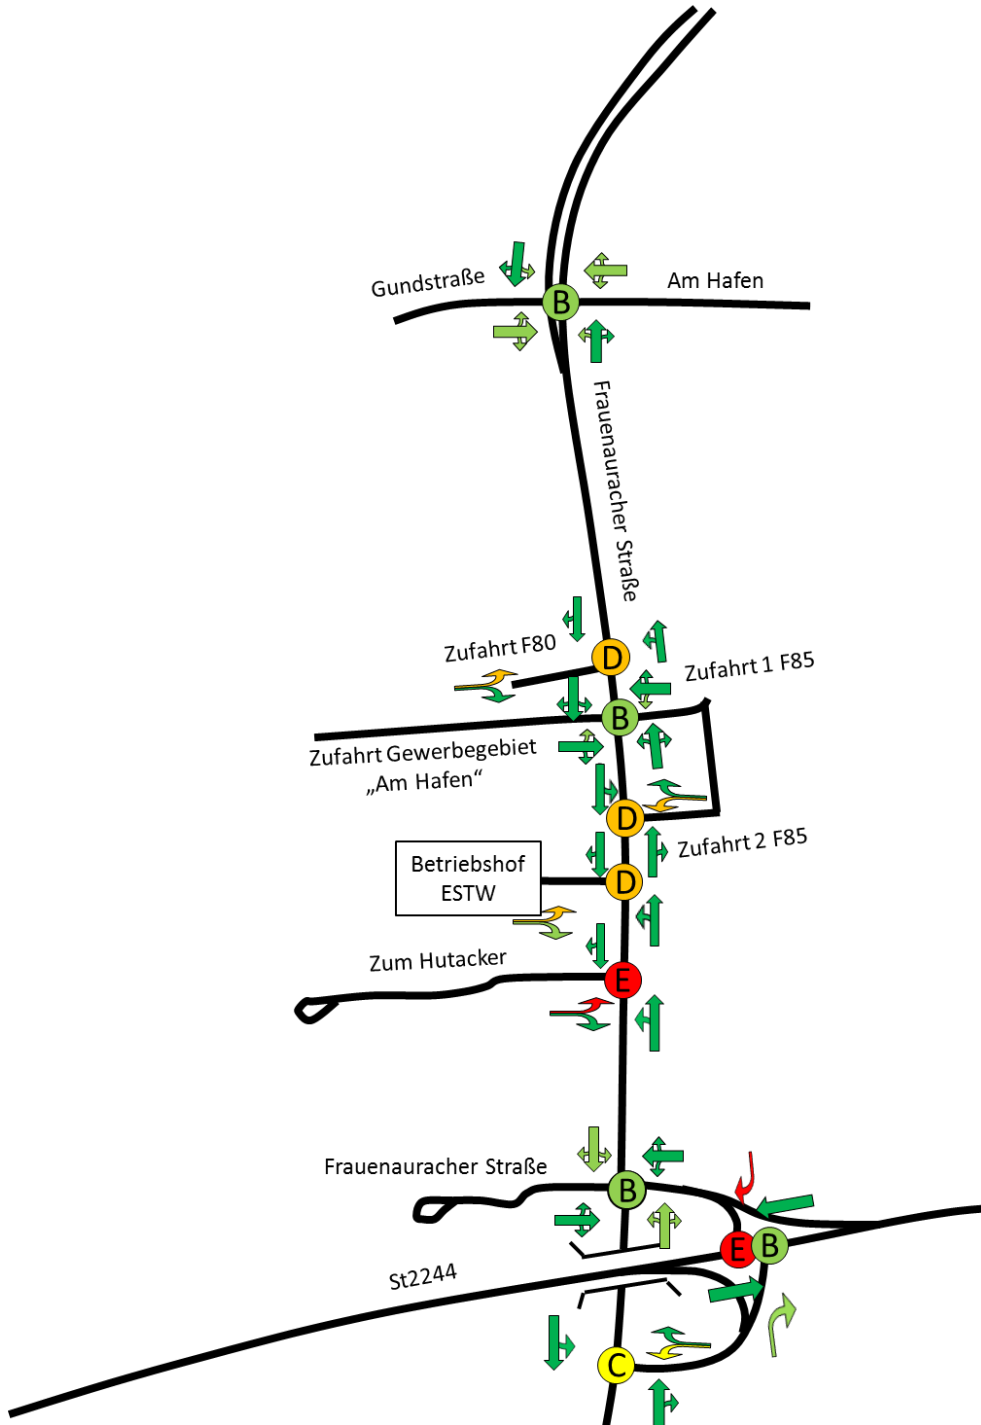 Gundstraße
Am Hafen
B
Frauenauracher Straße
Zufahrt F80
D
Zufahrt 1 F85
B
Zufahrt Gewerbegebiet
„Am Hafen“
D
Zufahrt 2 F85
Betriebshof
ESTW
D
Zum Hutacker
E
Frauenauracher Straße
B
E
B
St2244
C